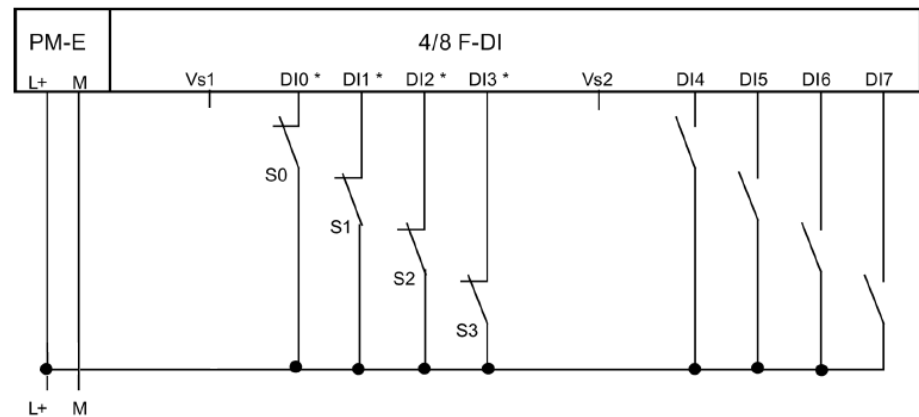 PM-E 4/8 F-DI
L+ M Vs1 DI0 * DI1 * DI2 * DI3 * Vs2 DI4 DI5 DI6 DI7
S0
S1
S2
S3
L+ M